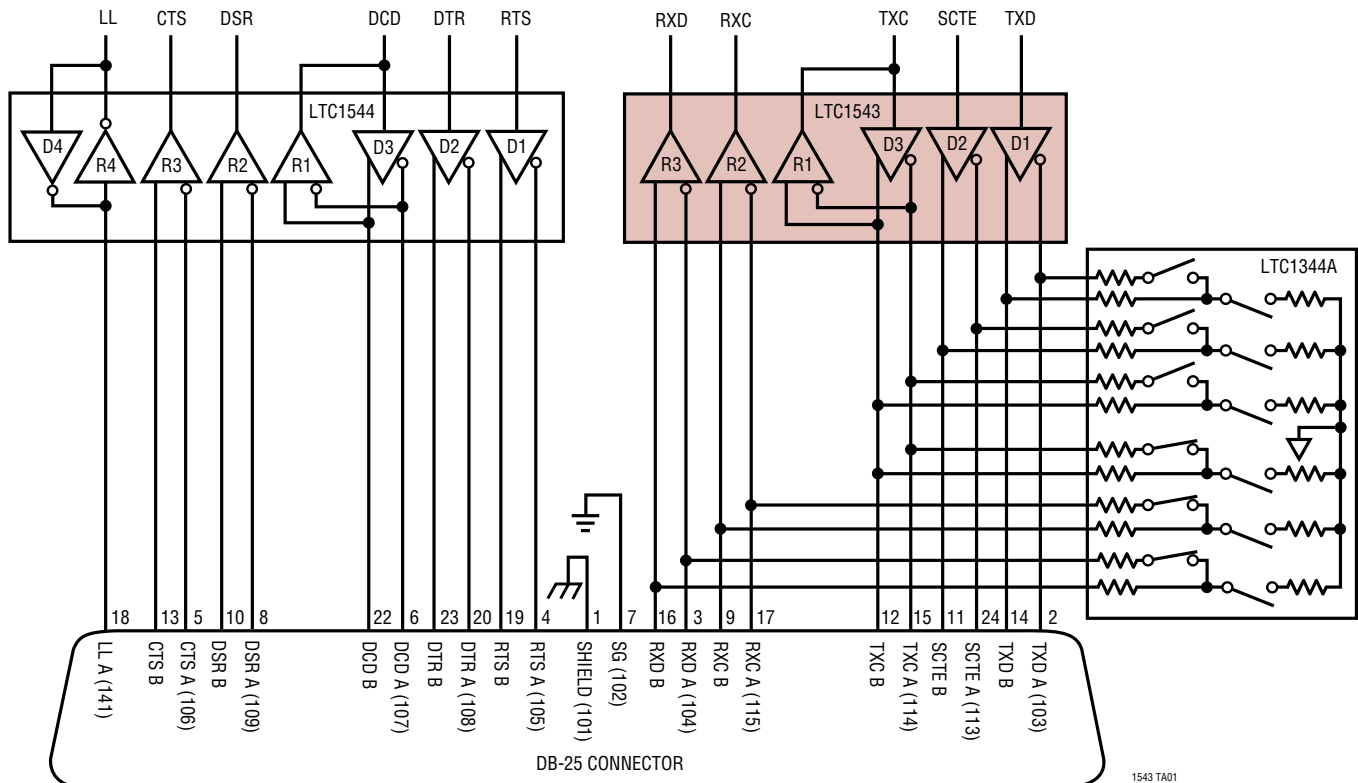 LL CTS DSR DCD DTR RTS RXD RXC TXC SCTE TXD
LTC1544 LTC1543
D4 R4 R3 R2 R1 D3 D2 D1 R3 R2 R1 D3 D2 D1
LTC1344A
18 13 5 10 8 22 6 23 20 19 4 1 7 16 3 9 17 12 15 11 24 14 2
LL A (141)
CTS B
CTS A (106)
DSR B
DSR A (109)
DCD B
DCD A (107)
DTR B
DTR A (108)
RTS B
RTS A (105)
SHIELD (101)
SG (102)
RXD B
RXD A (104)
RXC B
RXC A (115)
TXC B
TXC A (114)
SCTE B
SCTE A (113)
TXD B
TXD A (103)
DB-25 CONNECTOR
1543 TA01